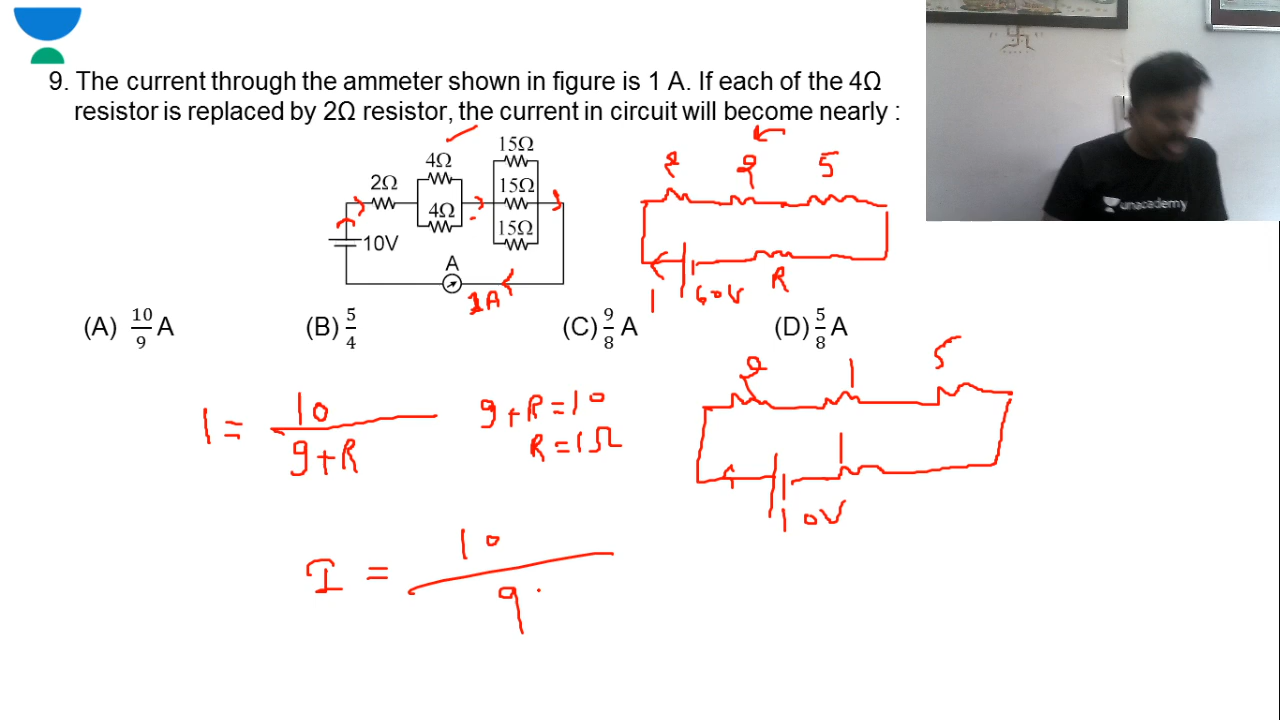 9. The current through the ammeter shown in figure is 1 A. If each of the 4Ω
resistor is replaced by 2Ω resistor, the current in circuit will become nearly :
15Ω
4Ω
2Ω
15Ω
4Ω
15Ω
10V
A
1A
2 2 5
R
1
(A) 10/9 A (B) 5/4 (C) 9/8 A (D) 5/8 A
2 1 5
1
10V
1 = 10/(9+R)
9+R=10
R=1Ω
I = 10/9
unacademy